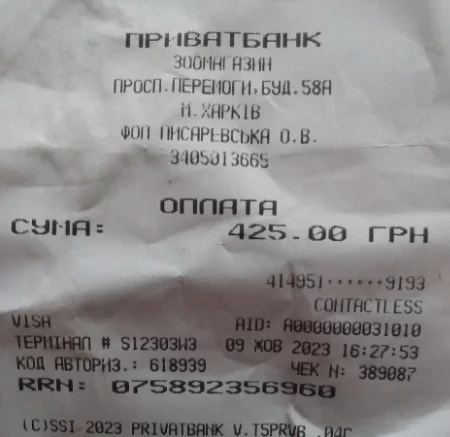 ПРИВАТБАНК
ЗООМАГАЗИН
ПРОСП.ПЕРЕМОГИ,БУД.58А
М.ХАРКІВ
ФОП ПИСАРЕВСЬКА О.В.
3405013665
ОПЛАТА
СУМА: 425.00 ГРН
414951······9193
CONTACTLESS
VISA AID: A0000000031010
ТЕРМІНАЛ # S12303W3 09 ЖОВ 2023 16:27:53
КОД АВТОРИЗ.: 618939 ЧЕК N: 389087
RRN: 075892356960
(C)SSI 2023 PRIVATBANK